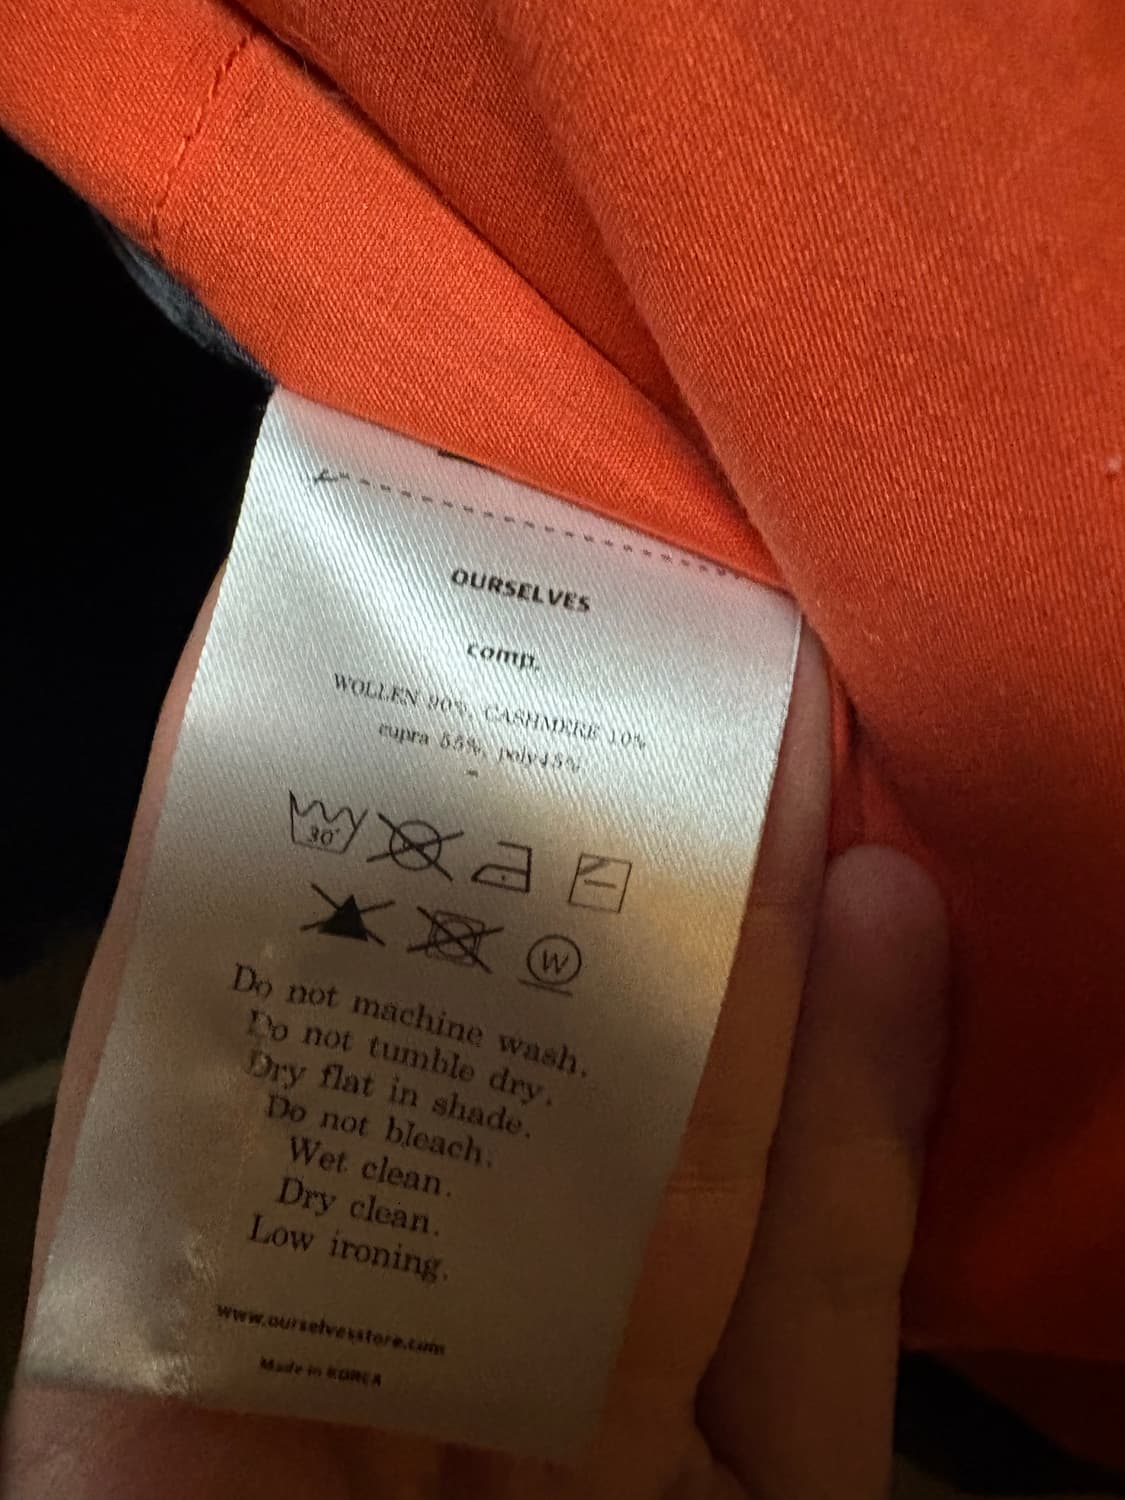 OURSELVES
comp.
WOLLEN 90%, CASHMERE 10%
cupra 55%, poly45%
-
30°
W
Do not machine wash.
Do not tumble dry.
Dry flat in shade.
Do not bleach.
Wet clean.
Dry clean.
Low ironing.
www.ourselvesstore.com
Made in KOREA